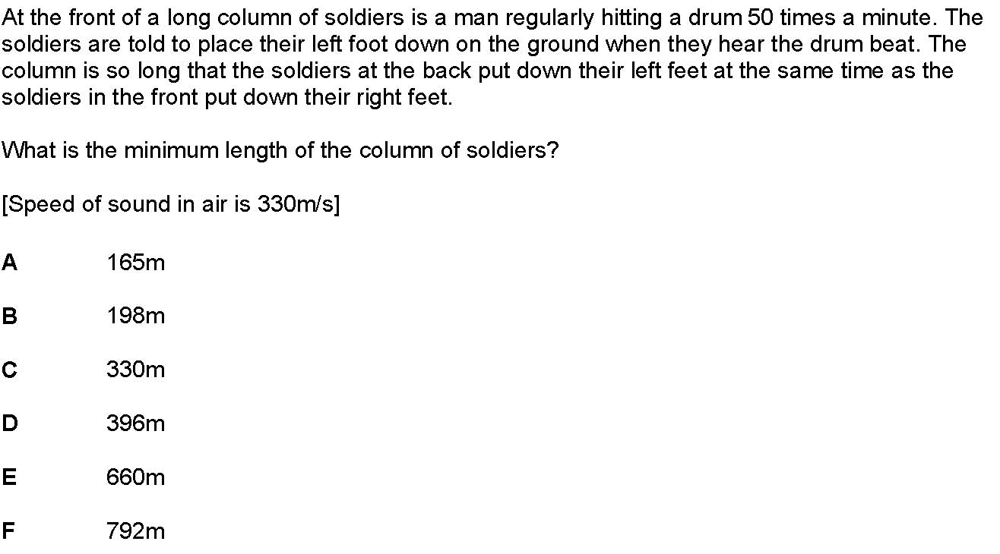 At the front of a long column of soldiers is a man regularly hitting a drum 50 times a minute. The
soldiers are told to place their left foot down on the ground when they hear the drum beat. The
column is so long that the soldiers at the back put down their left feet at the same time as the
soldiers in the front put down their right feet.
What is the minimum length of the column of soldiers?
[Speed of sound in air is 330m/s]
A 165m
B 198m
C 330m
D 396m
E 660m
F 792m